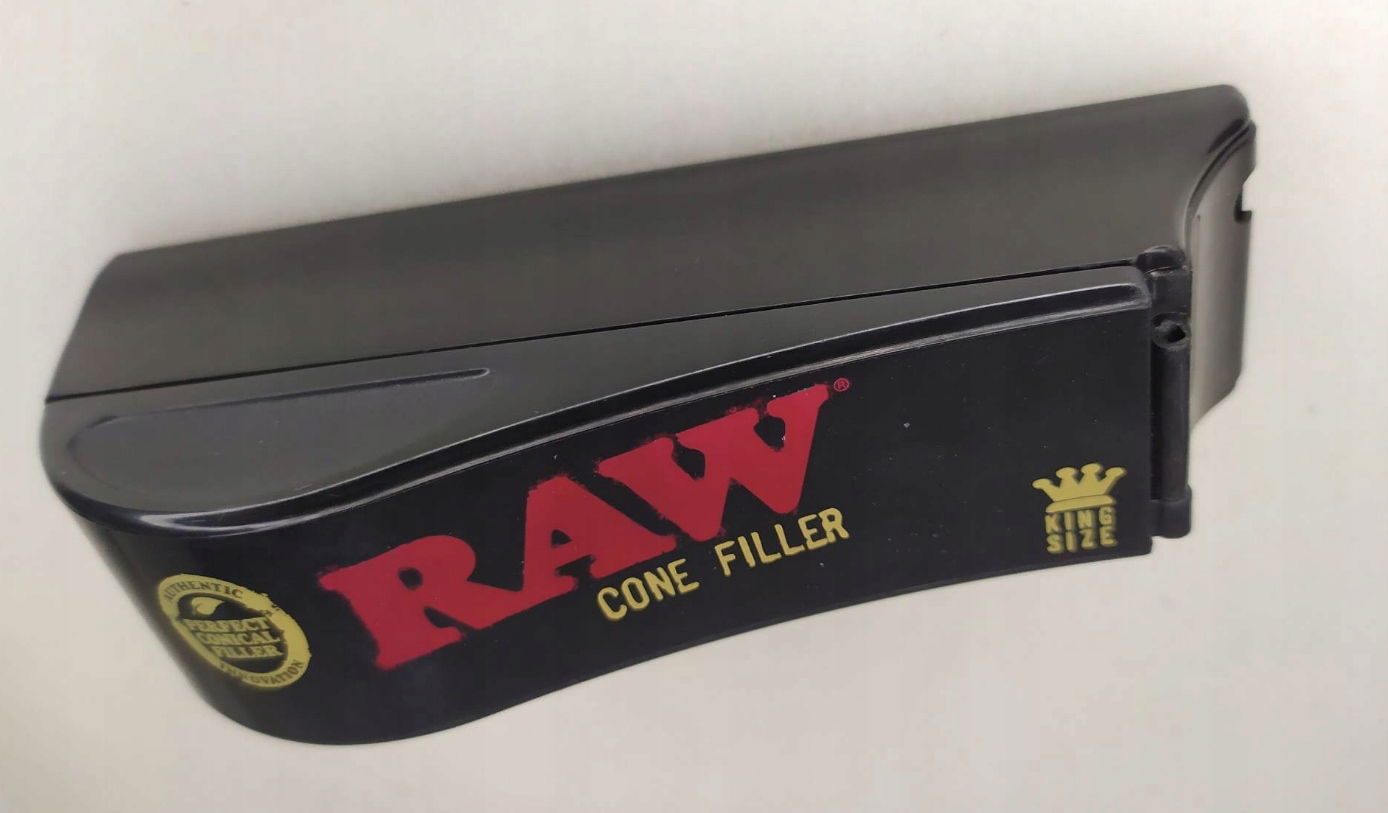 RAW®
CONE FILLER
KING
SIZE
AUTHENTIC
PERFECT
CONICAL
FILLER
INNOVATION